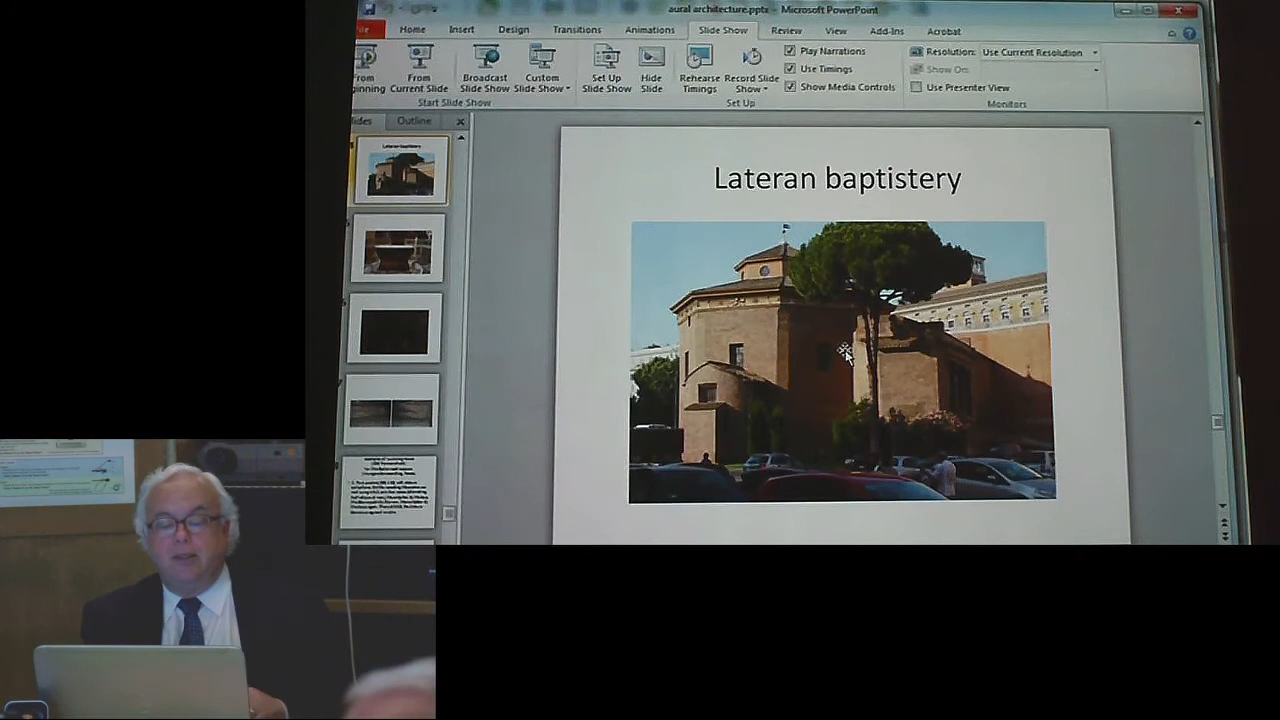 aural architecture.pptx - Microsoft PowerPoint
File Home Insert Design Transitions Animations Slide Show Review View Add-Ins Acrobat
From Beginning
From Current Slide
Broadcast Slide Show
Custom Slide Show
Set Up Slide Show
Hide Slide
Rehearse Timings
Record Slide Show
Play Narrations
Use Timings
Show Media Controls
Resolution: Use Current Resolution
Show On:
Use Presenter View
Start Slide Show
Set Up
Monitors
Slides Outline
Lateran baptistery
Lateran baptistery